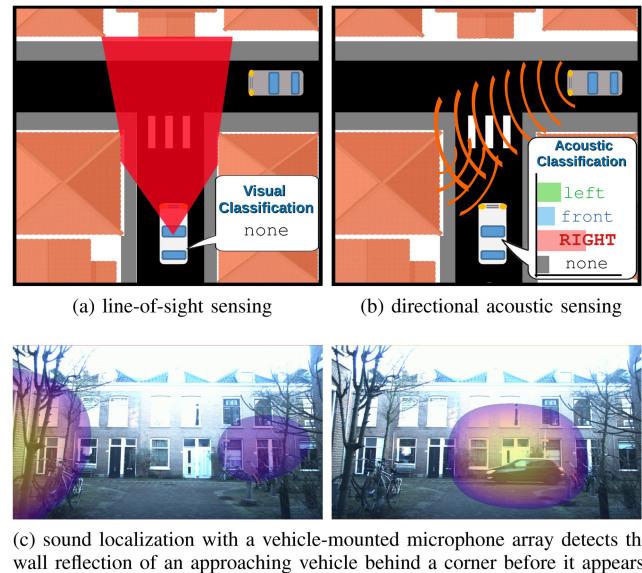 Visual
Classification
none
Acoustic
Classification
left
front
RIGHT
none
(a) line-of-sight sensing
(b) directional acoustic sensing
(c) sound localization with a vehicle-mounted microphone array detects th
wall reflection of an approaching vehicle behind a corner before it appears